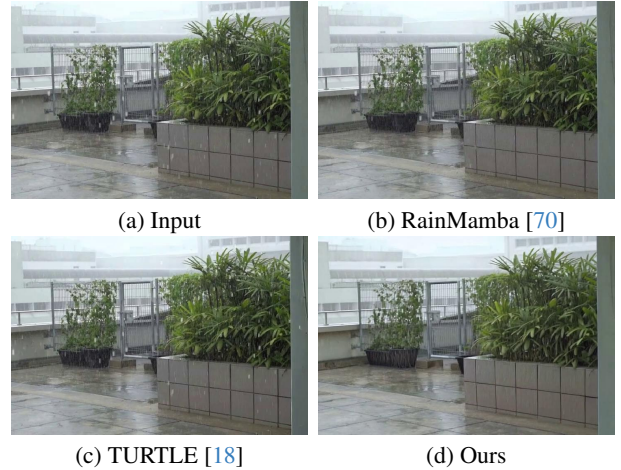 (a) Input
(b) RainMamba [70]
(c) TURTLE [18]
(d) Ours